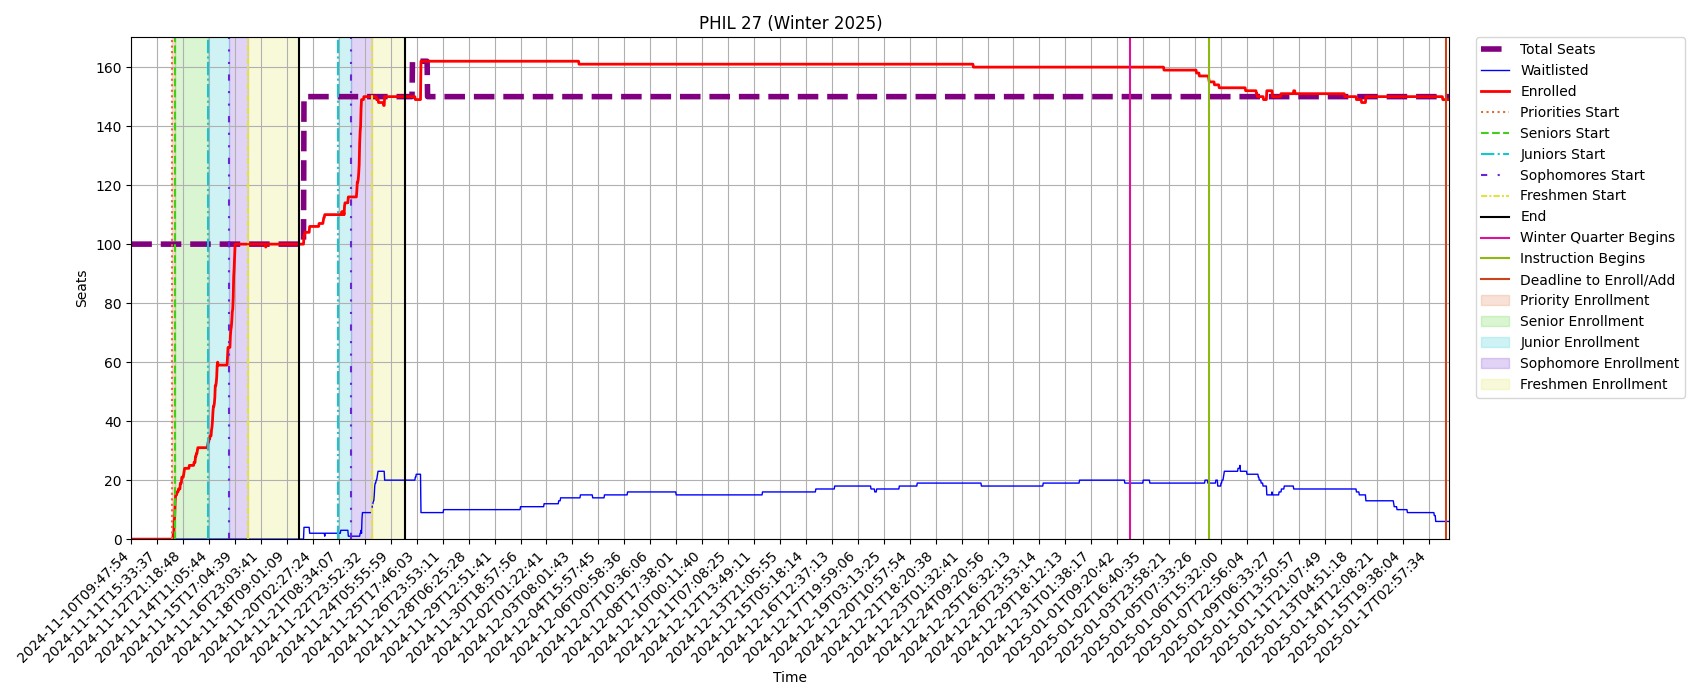 PHIL 27 (Winter 2025)
160
140
120
100
80
60
40
20
0
Seats
2024-11-10T09:47:54
2024-11-11T15:33:37
2024-11-12T21:18:48
2024-11-14T11:05:44
2024-11-15T17:04:39
2024-11-16T23:03:41
2024-11-18T09:01:09
2024-11-20T02:27:24
2024-11-21T08:34:07
2024-11-22T23:52:32
2024-11-24T05:55:59
2024-11-25T17:46:03
2024-11-26T23:53:11
2024-11-28T06:25:28
2024-11-29T12:51:41
2024-11-30T18:57:56
2024-12-02T01:22:41
2024-12-03T08:01:43
2024-12-04T15:57:45
2024-12-06T00:58:36
2024-12-07T10:36:06
2024-12-08T17:38:01
2024-12-10T00:11:40
2024-12-11T07:08:25
2024-12-12T13:49:11
2024-12-13T21:05:55
2024-12-15T05:18:14
2024-12-16T12:37:13
2024-12-17T19:59:06
2024-12-19T03:13:25
2024-12-20T10:57:54
2024-12-21T18:20:38
2024-12-23T01:32:41
2024-12-24T09:20:56
2024-12-25T16:32:13
2024-12-26T23:53:14
2024-12-29T18:12:13
2024-12-31T01:38:17
2025-01-01T09:20:42
2025-01-02T16:40:35
2025-01-03T23:58:21
2025-01-05T07:33:26
2025-01-06T15:32:00
2025-01-07T22:56:04
2025-01-09T06:33:27
2025-01-10T13:50:57
2025-01-11T21:07:49
2025-01-13T04:51:18
2025-01-14T12:08:21
2025-01-15T19:38:04
2025-01-17T02:57:34
Time
Total Seats
Waitlisted
Enrolled
Priorities Start
Seniors Start
Juniors Start
Sophomores Start
Freshmen Start
End
Winter Quarter Begins
Instruction Begins
Deadline to Enroll/Add
Priority Enrollment
Senior Enrollment
Junior Enrollment
Sophomore Enrollment
Freshmen Enrollment